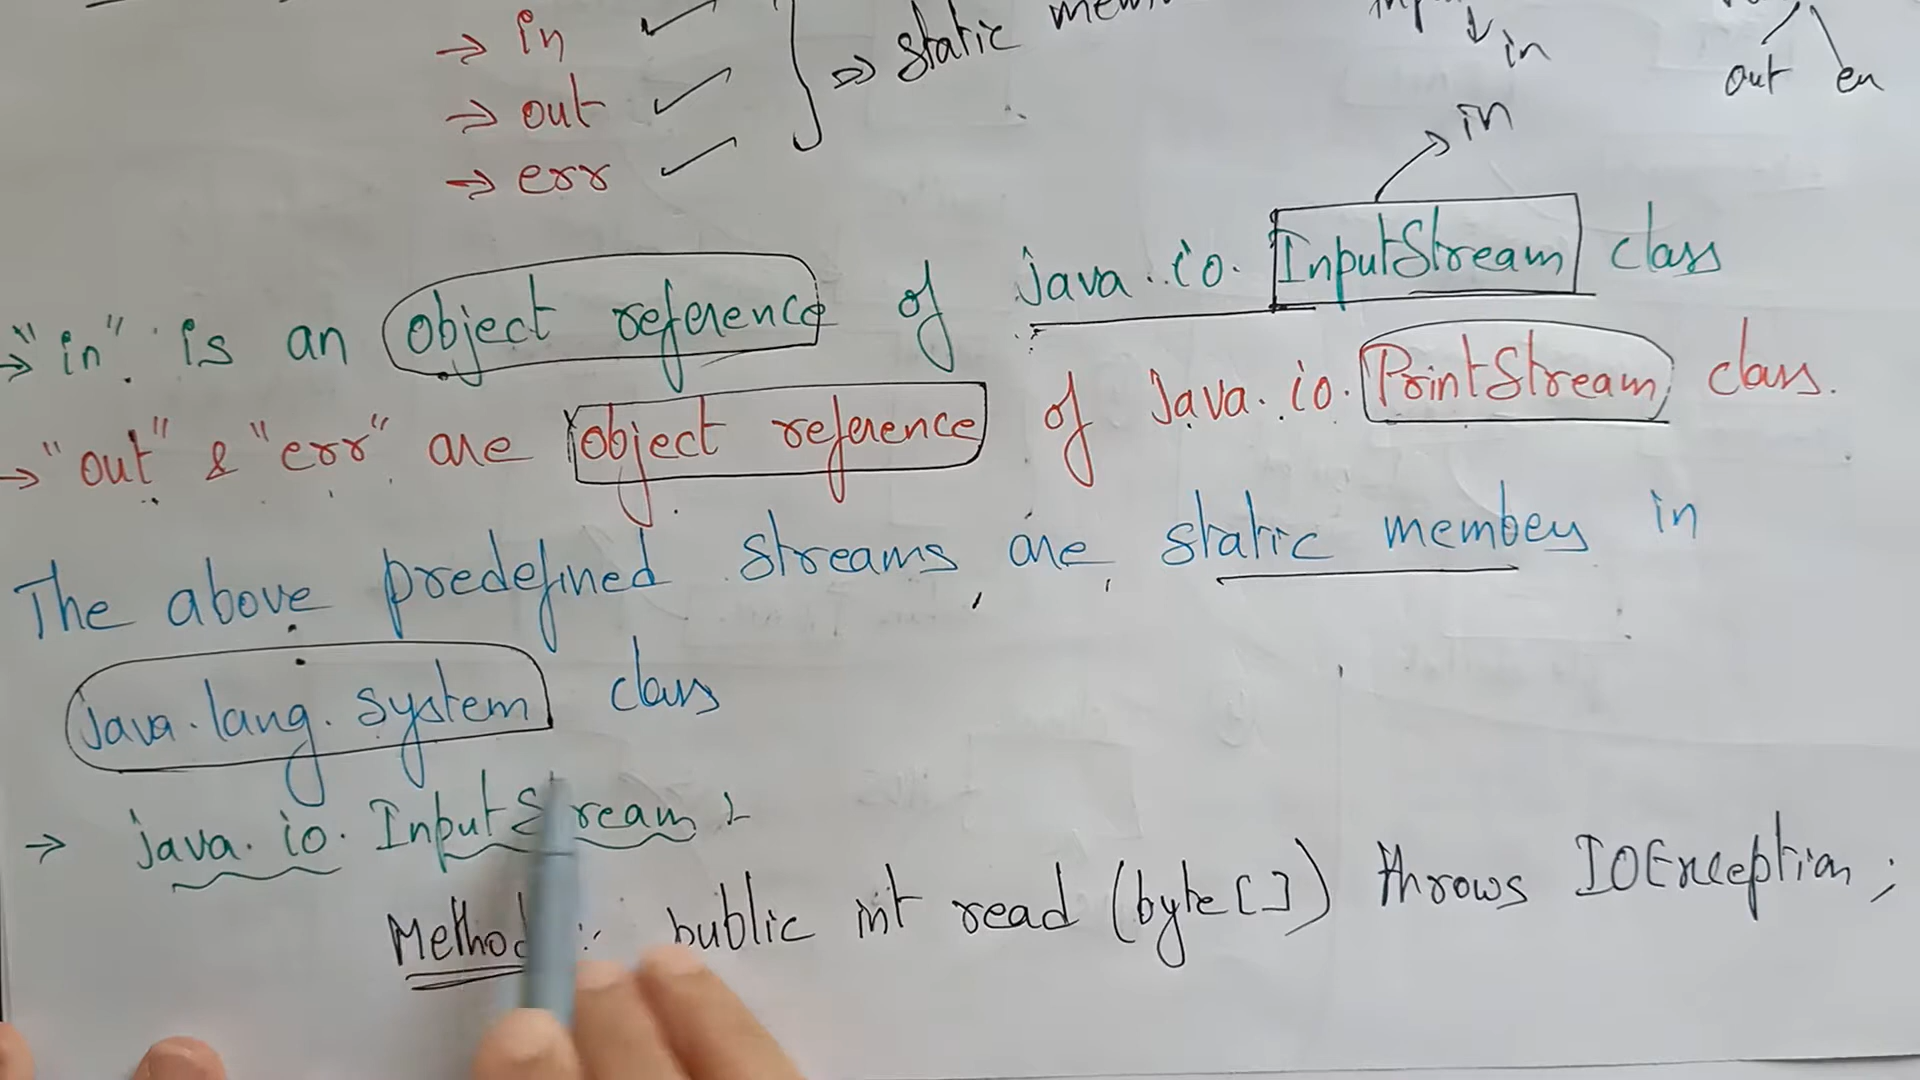 → in
→ out
→ err
⇒ static
in
out
in
→ "in" is an object reference of java.io.InputStream class
→ "out" & "err" are object reference of Java.io.PrintStream class.
The above predefined streams are static members in
java.lang.system class
→ java.io.InputStream :-
Method :- public int read (byte[]) throws IOException;